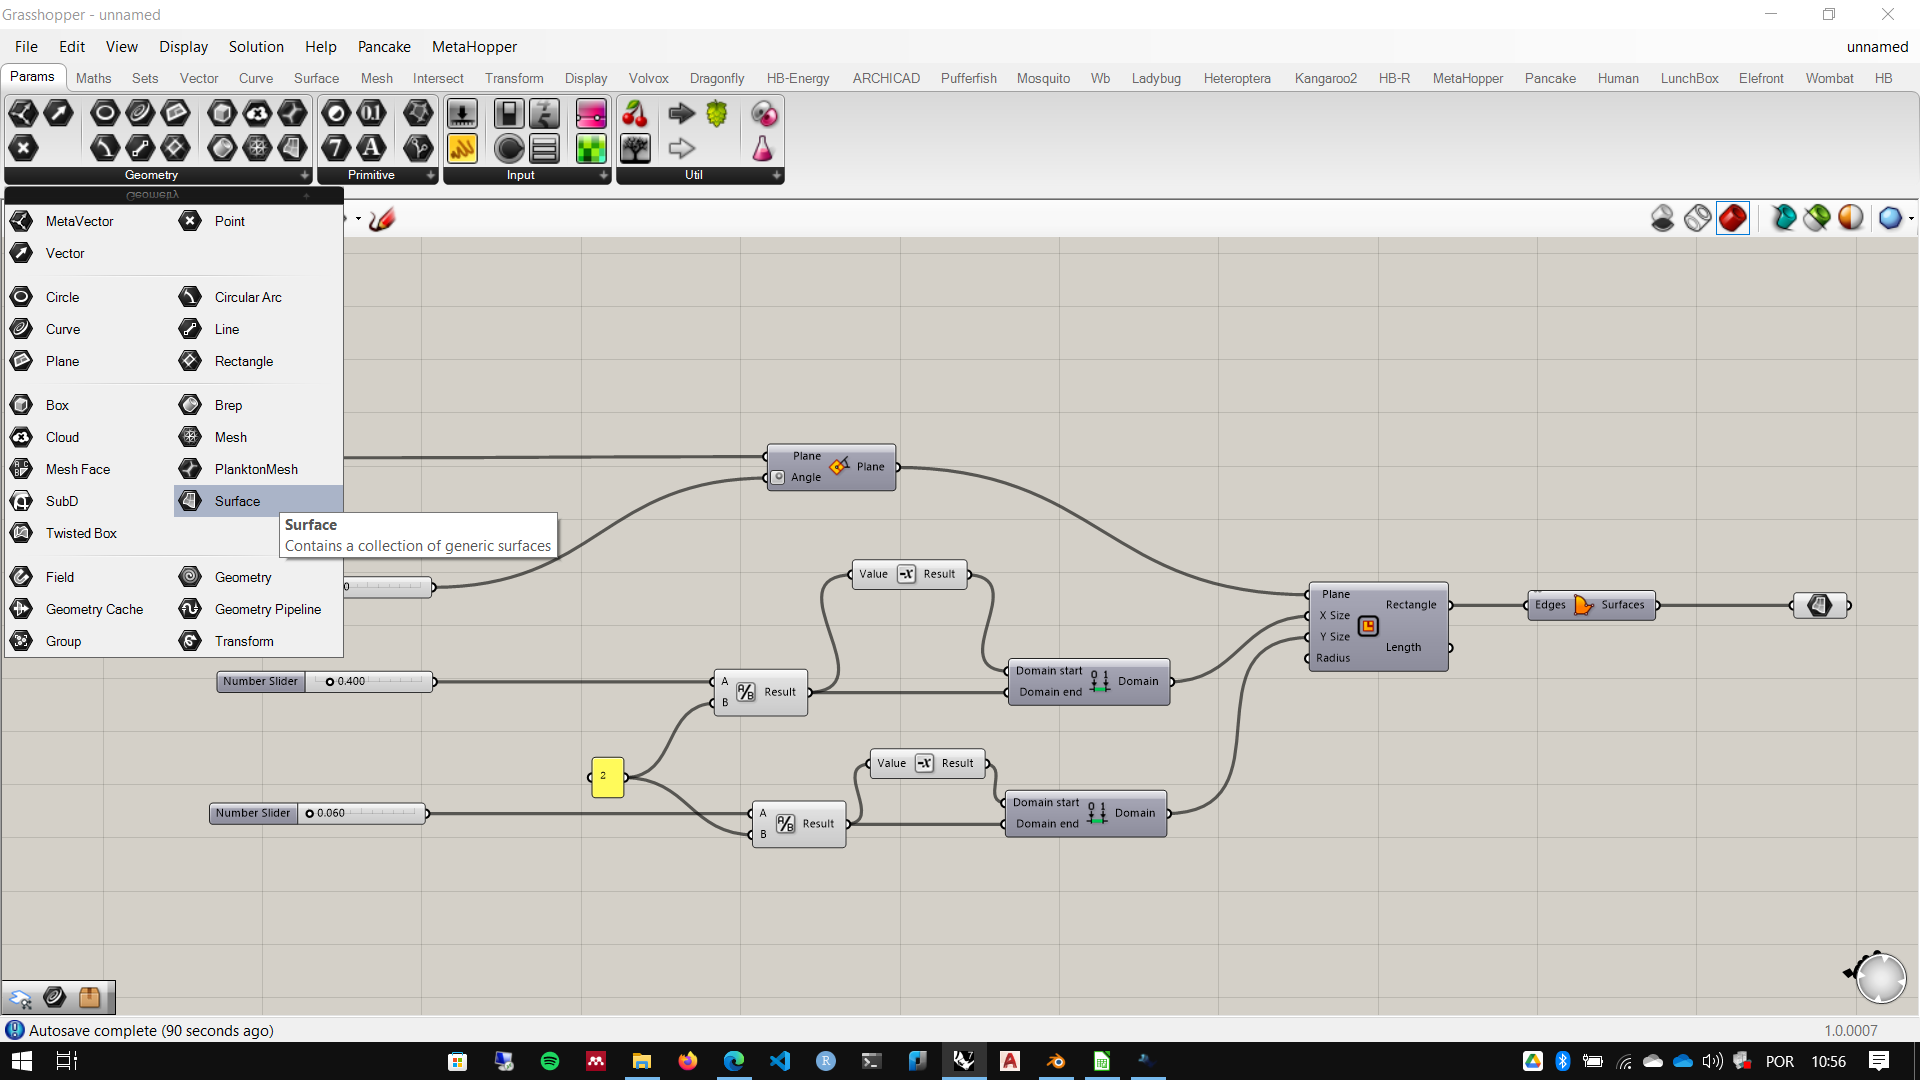 Grasshopper - unnamed
File Edit View Display Solution Help Pancake MetaHopper unnamed
Params Maths Sets Vector Curve Surface Mesh Intersect Transform Display Volvox Dragonfly HB-Energy ARCHICAD Pufferfish Mosquito Wb Ladybug Heteroptera Kangaroo2 HB-R MetaHopper Pancake Human LunchBox Elefront Wombat HB
Geometry Primitive Input Util
Geometry
MetaVector Point
Vector
Circle Circular Arc
Curve Line
Plane Rectangle
Box Brep
Cloud Mesh
Mesh Face PlanktonMesh
SubD Surface
Twisted Box
Surface
Contains a collection of generic surfaces
Field Geometry
Geometry Cache Geometry Pipeline
Group Transform
Plane
Angle
Plane
0
Value -X Result
Plane
X Size
Y Size
Radius
Rectangle
Length
Edges Surfaces
Number Slider 0.400
A
B
A/B
Result
Domain start
Domain end
0 1
Domain
2
Value -X Result
Number Slider 0.060
A
B
A/B
Result
Domain start
Domain end
0 1
Domain
Autosave complete (90 seconds ago) 1.0.0007
POR 10:56